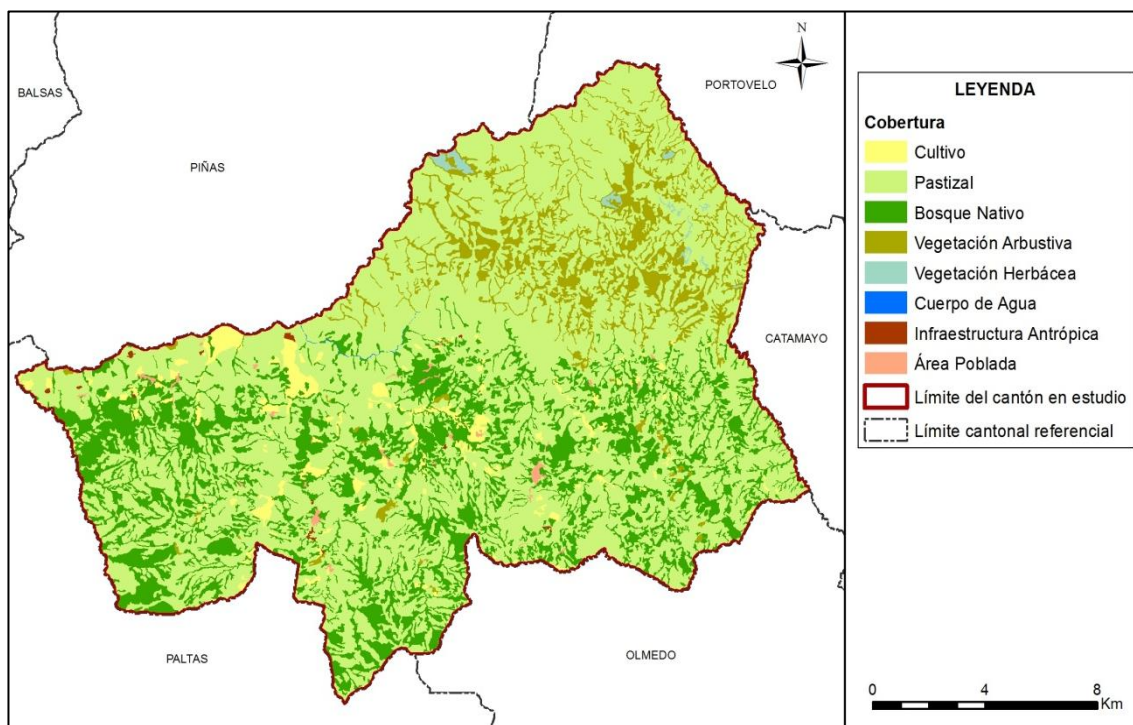 N
PORTOVELO
BALSAS
PIÑAS
CATAMAYO
PALTAS
OLMEDO
LEYENDA
Cobertura
Cultivo
Pastizal
Bosque Nativo
Vegetación Arbustiva
Vegetación Herbácea
Cuerpo de Agua
Infraestructura Antrópica
Área Poblada
Límite del cantón en estudio
Límite cantonal referencial
0 4 8
Km